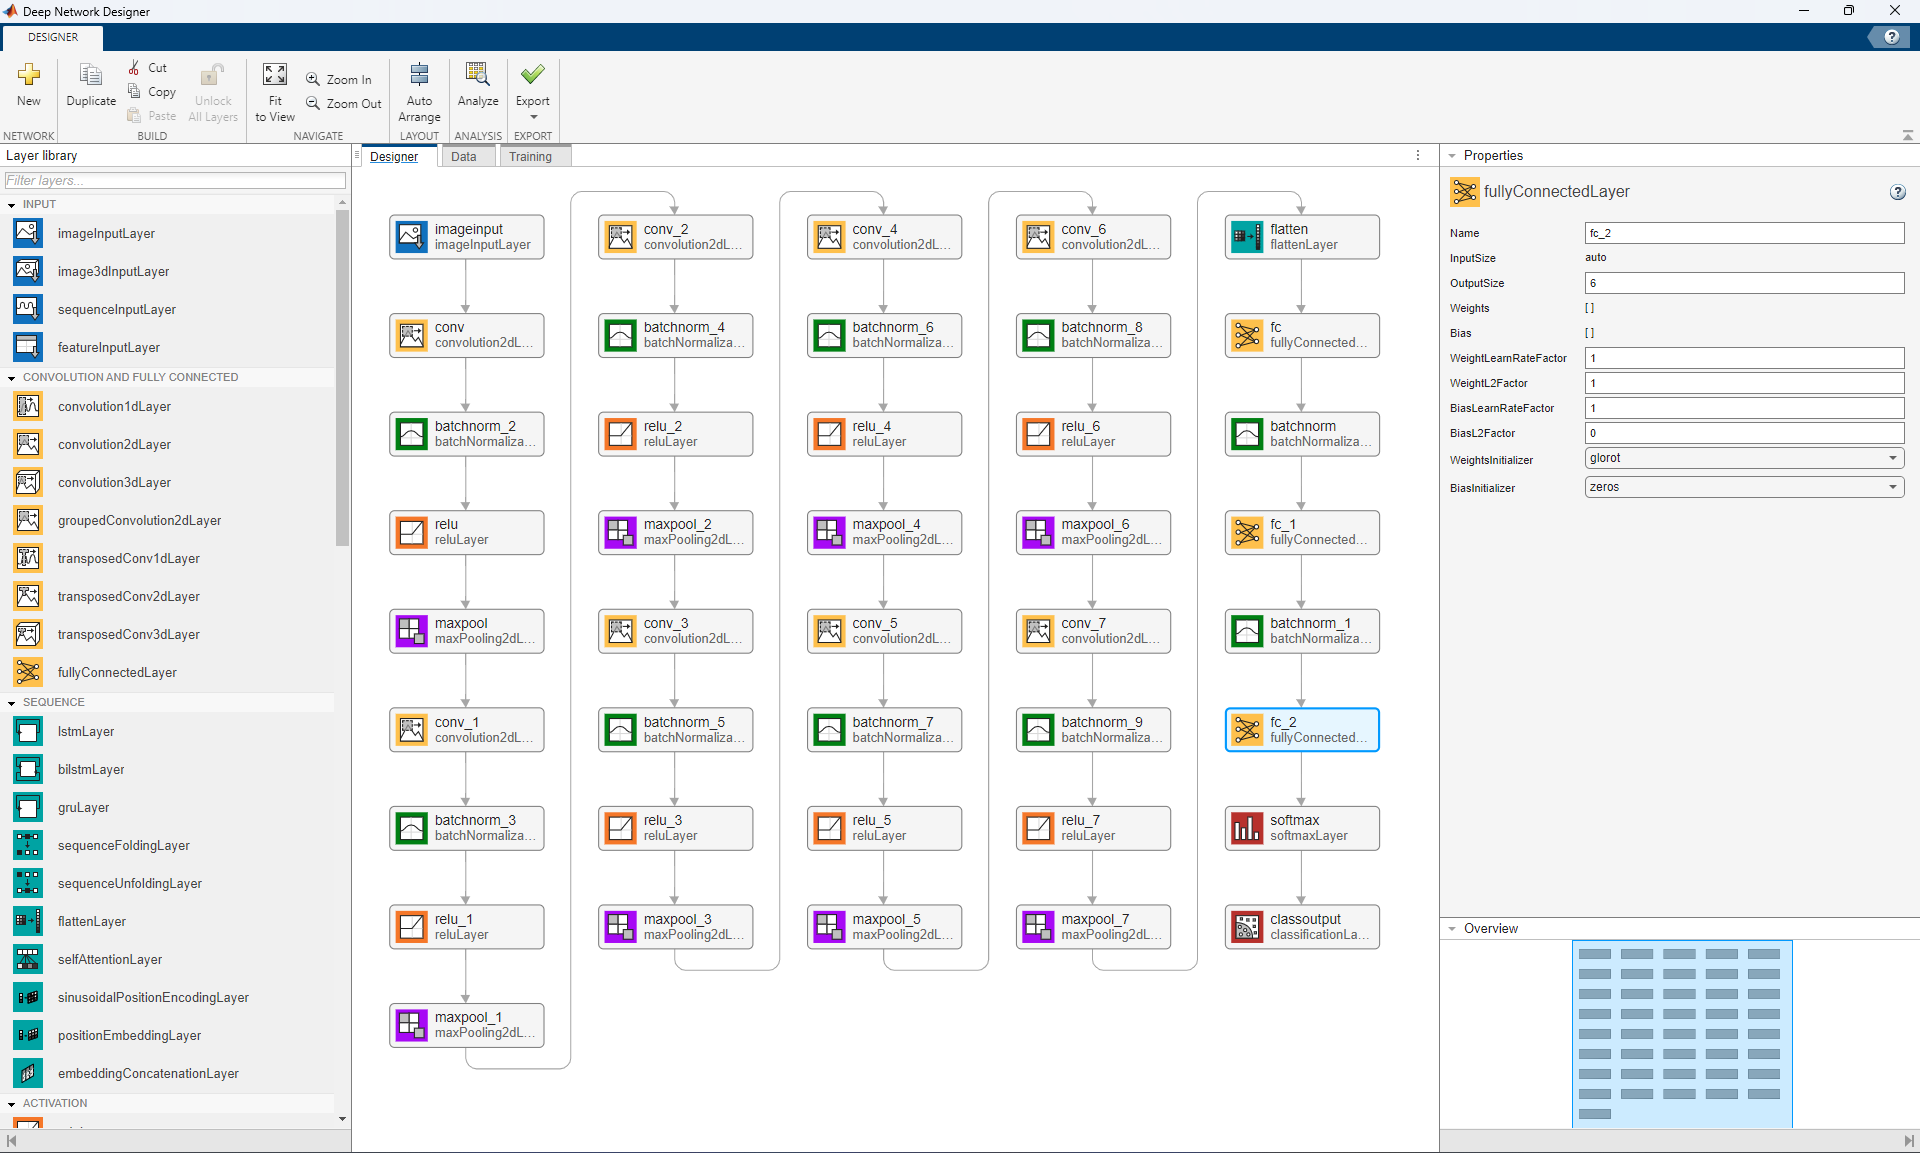 Deep Network Designer
DESIGNER
New
Duplicate
Cut
Copy
Paste
Unlock
All Layers
Fit
to View
Zoom In
Zoom Out
Auto
Arrange
Analyze
Export
NETWORK
BUILD
NAVIGATE
LAYOUT
ANALYSIS
EXPORT
Layer library
Filter layers...
INPUT
imageInputLayer
image3dInputLayer
sequenceInputLayer
featureInputLayer
CONVOLUTION AND FULLY CONNECTED
convolution1dLayer
convolution2dLayer
convolution3dLayer
groupedConvolution2dLayer
transposedConv1dLayer
transposedConv2dLayer
transposedConv3dLayer
fullyConnectedLayer
SEQUENCE
lstmLayer
bilstmLayer
gruLayer
sequenceFoldingLayer
sequenceUnfoldingLayer
flattenLayer
selfAttentionLayer
sinusoidalPositionEncodingLayer
positionEmbeddingLayer
embeddingConcatenationLayer
ACTIVATION
Designer
Data
Training
imageinput
imageInputLayer
conv
convolution2dL...
batchnorm_2
batchNormaliza...
relu
reluLayer
maxpool
maxPooling2dL...
conv_1
convolution2dL...
batchnorm_3
batchNormaliza...
relu_1
reluLayer
maxpool_1
maxPooling2dL...
conv_2
convolution2dL...
batchnorm_4
batchNormaliza...
relu_2
reluLayer
maxpool_2
maxPooling2dL...
conv_3
convolution2dL...
batchnorm_5
batchNormaliza...
relu_3
reluLayer
maxpool_3
maxPooling2dL...
conv_4
convolution2dL...
batchnorm_6
batchNormaliza...
relu_4
reluLayer
maxpool_4
maxPooling2dL...
conv_5
convolution2dL...
batchnorm_7
batchNormaliza...
relu_5
reluLayer
maxpool_5
maxPooling2dL...
conv_6
convolution2dL...
batchnorm_8
batchNormaliza...
relu_6
reluLayer
maxpool_6
maxPooling2dL...
conv_7
convolution2dL...
batchnorm_9
batchNormaliza...
relu_7
reluLayer
maxpool_7
maxPooling2dL...
flatten
flattenLayer
fc
fullyConnected...
batchnorm
batchNormaliza...
fc_1
fullyConnected...
batchnorm_1
batchNormaliza...
fc_2
fullyConnected...
softmax
softmaxLayer
classoutput
classificationLa...
Properties
fullyConnectedLayer
?
Name fc_2
InputSize auto
OutputSize 6
Weights []
Bias []
WeightLearnRateFactor 1
WeightL2Factor 1
BiasLearnRateFactor 1
BiasL2Factor 0
WeightsInitializer glorot
BiasInitializer zeros
Overview